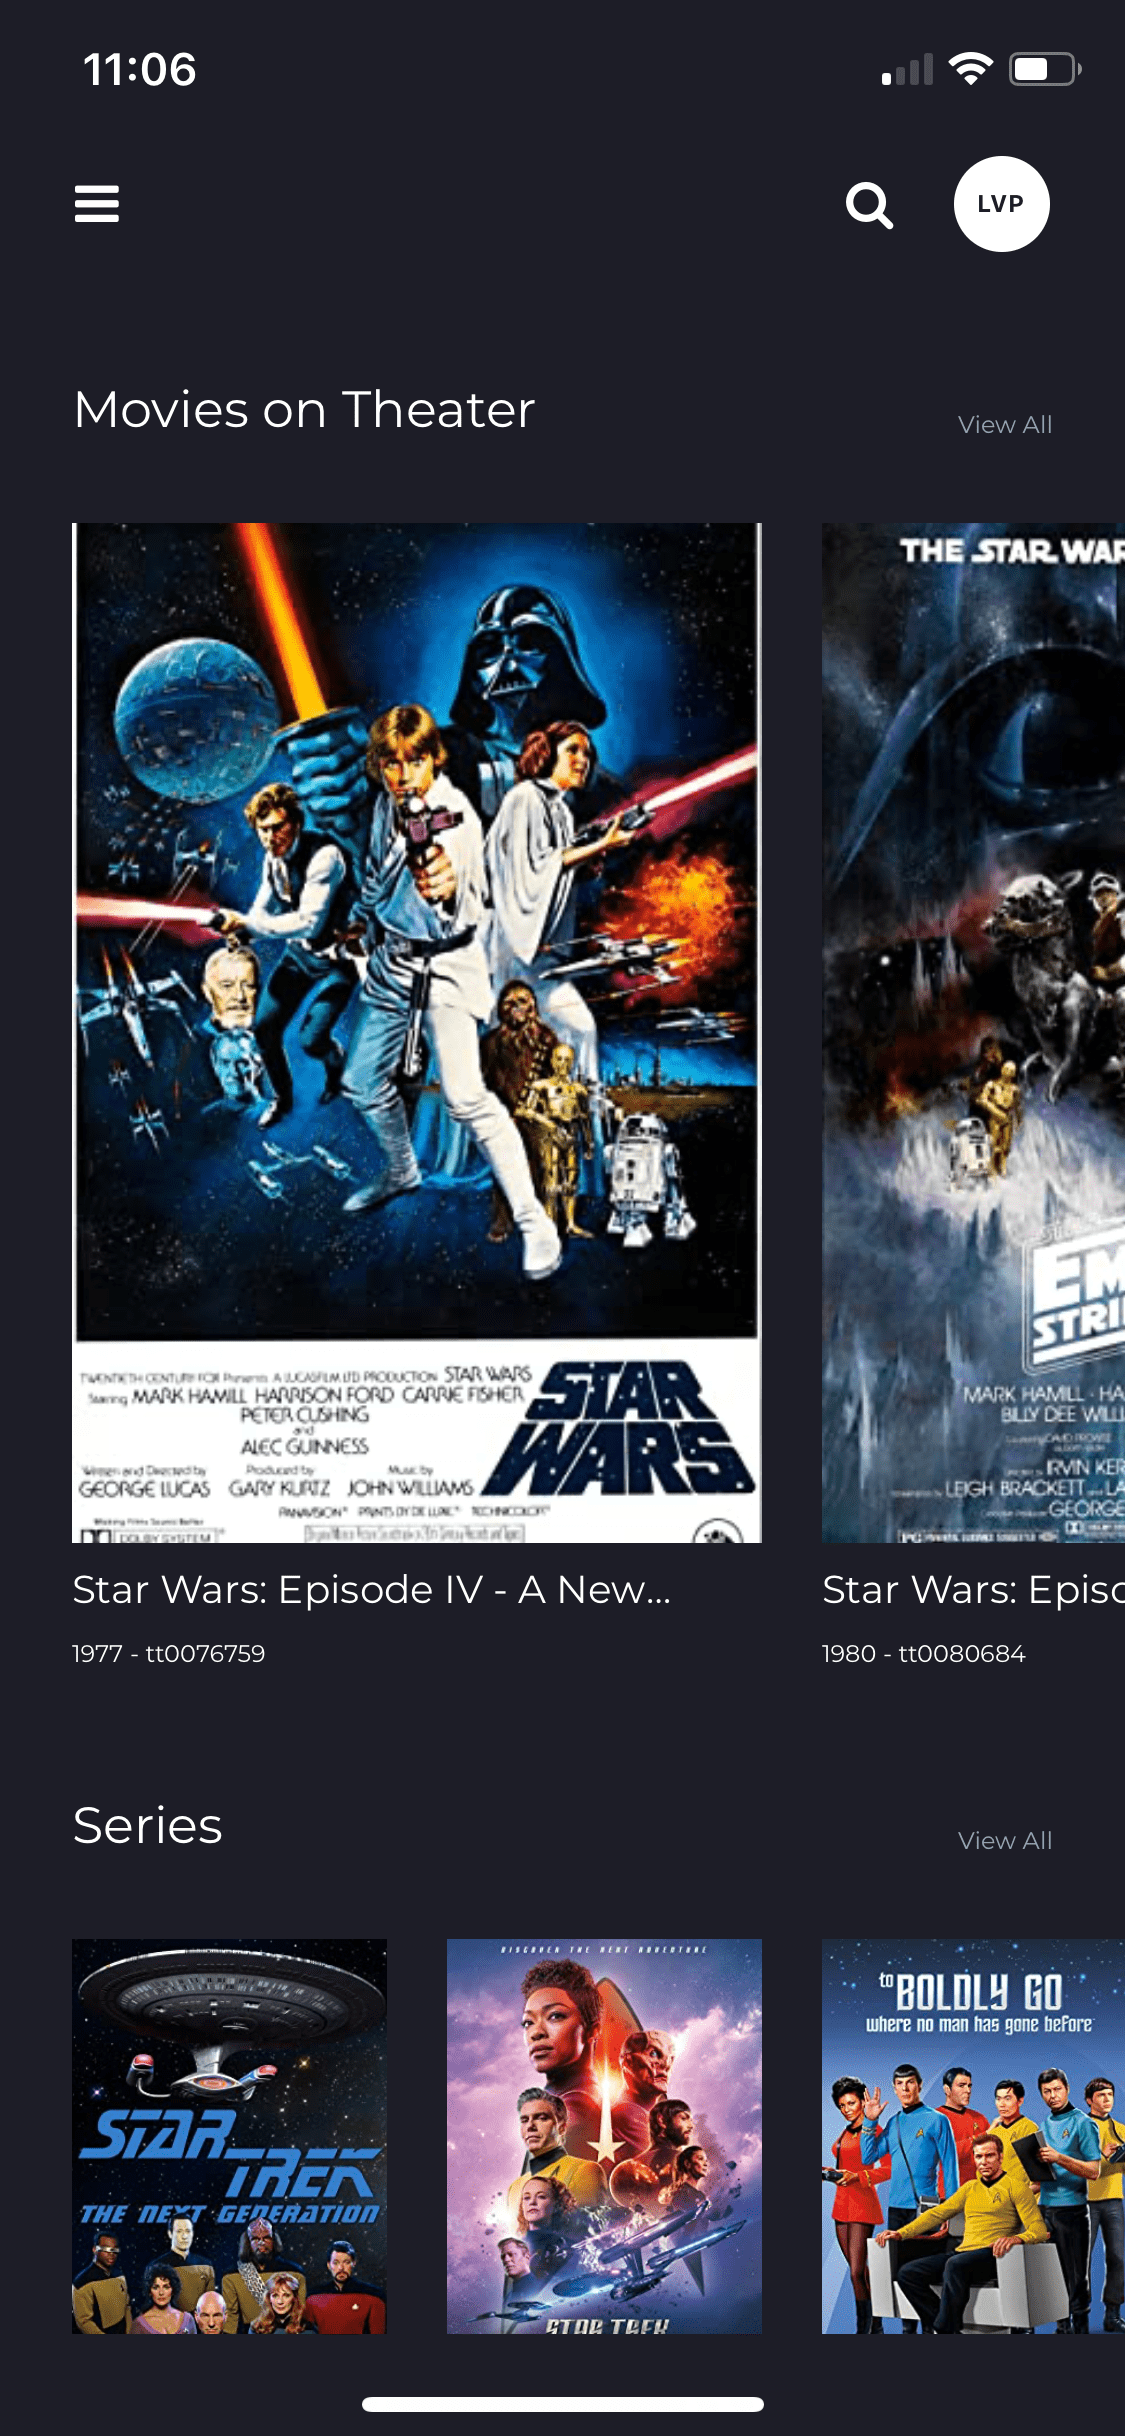 11:06
LVP
Movies on Theater
View All
TWENTIETH CENTURY FOX Presents A LUCASFILM LTD PRODUCTION STAR WARS
Starring MARK HAMILL HARRISON FORD CARRIE FISHER
PETER CUSHING
and
ALEC GUINNESS
Written and Directed by
GEORGE LUCAS
Produced by
GARY KURTZ
Music by
JOHN WILLIAMS
PANAVISION® PRINTS BY DE LUXE® TECHNICOLOR®
DOLBY SYSTEM
STAR
WARS
THE STAR WAR
EM
STRI
MARK HAMILL · HA
BILLY DEE WILL
IRVIN KER
LEIGH BRACKETT
GEORGE
PG
Star Wars: Episode IV - A New...
1977 - tt0076759
Star Wars: Episo
1980 - tt0080684
Series
View All
STAR TREK
THE NEXT GENERATION
DISCOVER THE NEXT ADVENTURE
STAR TREK
to BOLDLY GO
where no man has gone before